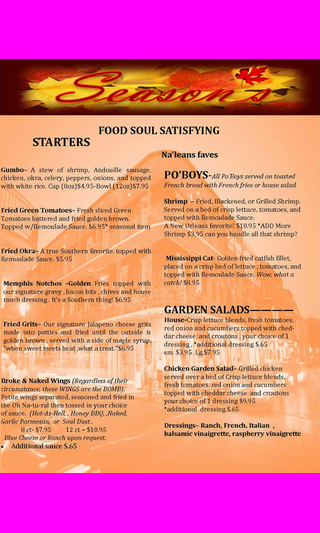 Season's
FOOD SOUL SATISFYING
STARTERS
Gumbo– A stew of shrimp, Andouille sausage,
chicken, okra, celery, peppers, onions, and topped
with white rice. Cup (8oz)$4.95-Bowl (12oz)$7.95
Fried Green Tomatoes– Fresh sliced Green
Tomatoes battered and fried golden brown.
Topped w/Remoulade Sauce. $6.95* seasonal item
Fried Okra– A true Southern favorite. topped with
Remoulade Sauce. $5.95
Memphis Notchos –Golden Fries topped with
our signature gravy , bacon bits , chives and house
ranch dressing . It's a Southern thing! $6.95
Fried Grits– Our signature Jalapeno cheese grits
made into patties and fried until the outside is
golden brown , served with a side of maple syrup.
"when sweet meets heat ,what a treat."$6.95
Broke & Naked Wings (Regardless of their
circumstance, these WINGS are the BOMB).
Petite wings separated, seasoned and fried in
the Oh Na-tu-ral then tossed in your choice
of sauce. (Hot-As-Hell, , Honey BBQ, ,Naked,
Garlic Parmesan, or Soul Dust .
8 ct- $7.95 12 ct – $10.95
Blue Cheese or Ranch upon request.
• Additional sauce $.65
Na'leans faves
PO'BOYS-All Po'Boys served on toasted
French bread with French fries or house salad
Shrimp – Fried, Blackened, or Grilled Shrimp.
Served on a bed of crisp lettuce, tomatoes, and
topped with Remoulade Sauce.
A New Orleans favorite! $10.95 *ADD More
Shrimp $3.95 can you handle all that shrimp?
Mississippi Cat- Golden fried catfish fillet,
placed on a crisp bed of lettuce , tomatoes, and
topped with Remoulade Sauce. Wow, what a
catch! $8.95
GARDEN SALADS————
House-Crisp lettuce blends, fresh tomatoes,
red onion and cucumbers topped with ched-
dar cheese and croutons , your choice of 1
dressing , *additional dressing $.65
sm. $3.95 Lg.$7.95
Chicken Garden Salad– Grilled chicken
served over a bed of Crisp lettuce blends,
fresh tomatoes, red onion and cucumbers
topped with cheddar cheese and croutons
your choice of 1 dressing $9.95
*additional dressing $.65
Dressings– Ranch, French, Italian ,
balsamic vinaigrette, raspberry vinaigrette